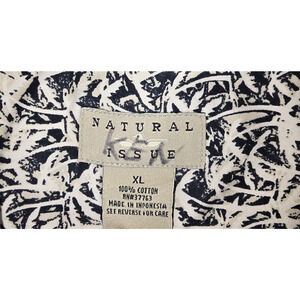 NATURAL
ISSUE
XL
100% COTTON
RN#37763
MADE IN INDONESIA
SEE REVERSE FOR CARE